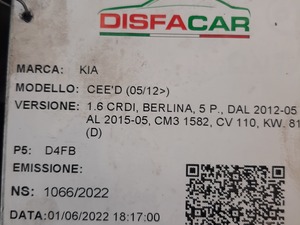 DISFACAR
MARCA: KIA
MODELLO: CEE'D (05/12>)
VERSIONE: 1.6 CRDI, BERLINA, 5 P., DAL 2012-05
AL 2015-05, CM3 1582, CV 110, KW. 81
(D)
P5: D4FB
EMISSIONE:
NS: 1066/2022
DATA:01/06/2022 18:17:00